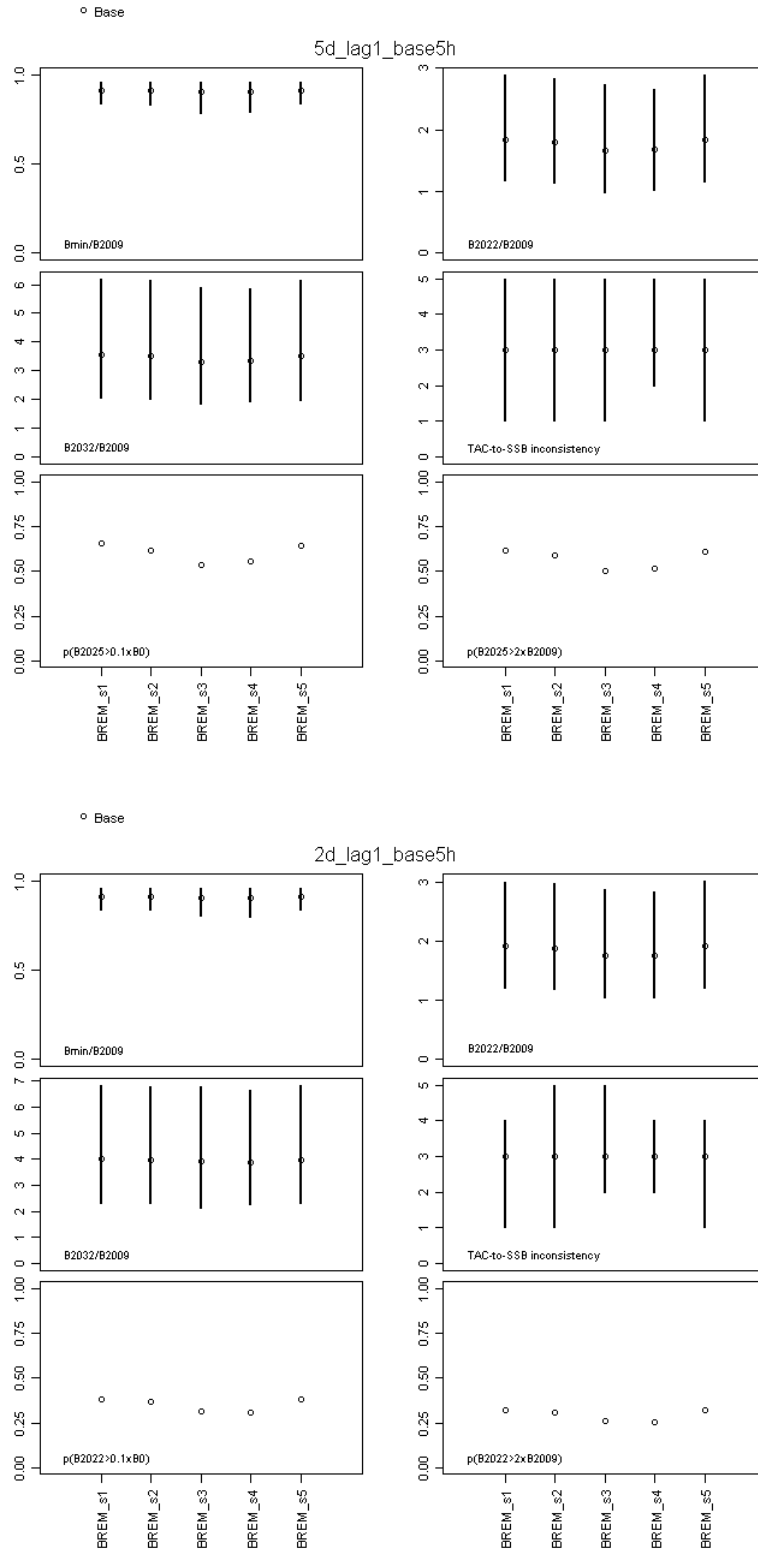 Base
5d_lag1_base5h
0.0 0.5 1.0
Bmin/B2009
0 1 2 3
B2022/B2009
0 1 2 3 4 5 6
B2032/B2009
0 1 2 3 4 5
TAC-to-SSB inconsistency
0.00 0.25 0.50 0.75 1.00
p(B2025>0.1xB0)
0.00 0.25 0.50 0.75 1.00
p(B2025>2xB2009)
BREM_s1 BREM_s2 BREM_s3 BREM_s4 BREM_s5
BREM_s1 BREM_s2 BREM_s3 BREM_s4 BREM_s5
Base
2d_lag1_base5h
0.0 0.5 1.0
Bmin/B2009
0 1 2 3
B2022/B2009
0 1 2 3 4 5 6 7
B2032/B2009
0 1 2 3 4 5
TAC-to-SSB inconsistency
0.00 0.25 0.50 0.75 1.00
p(B2022>0.1xB0)
0.00 0.25 0.50 0.75 1.00
p(B2022>2xB2009)
BREM_s1 BREM_s2 BREM_s3 BREM_s4 BREM_s5
BREM_s1 BREM_s2 BREM_s3 BREM_s4 BREM_s5